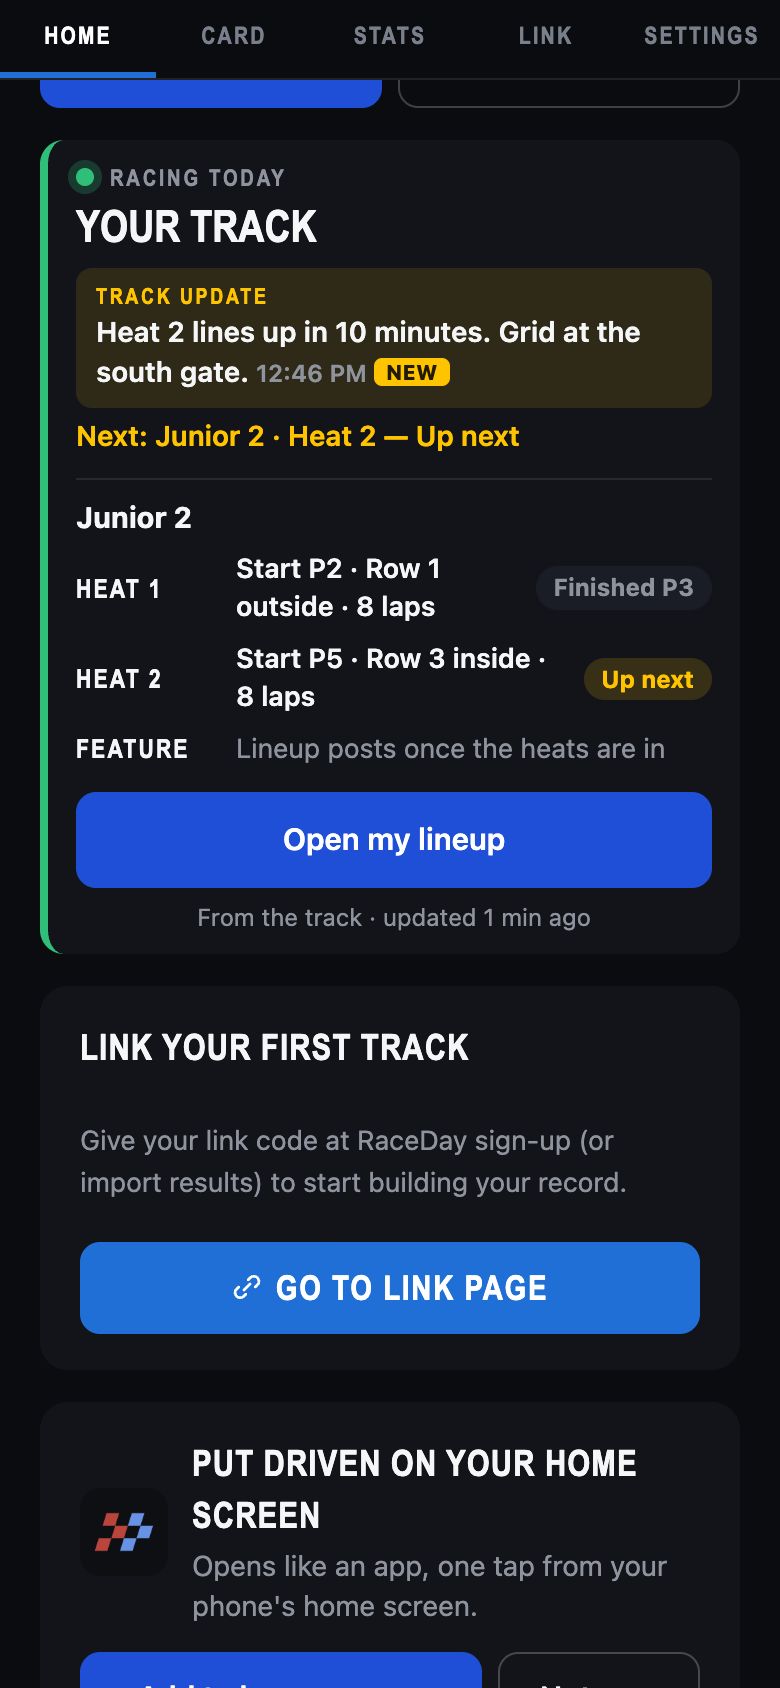 HOME CARD STATS LINK SETTINGS
RACING TODAY
YOUR TRACK
TRACK UPDATE
Heat 2 lines up in 10 minutes. Grid at the
south gate. 12:46 PM NEW
Next: Junior 2 · Heat 2 — Up next
Junior 2
HEAT 1
Start P2 · Row 1
outside · 8 laps
Finished P3
HEAT 2
Start P5 · Row 3 inside ·
8 laps
Up next
FEATURE
Lineup posts once the heats are in
Open my lineup
From the track · updated 1 min ago
LINK YOUR FIRST TRACK
Give your link code at RaceDay sign-up (or
import results) to start building your record.
GO TO LINK PAGE
PUT DRIVEN ON YOUR HOME
SCREEN
Opens like an app, one tap from your
phone's home screen.